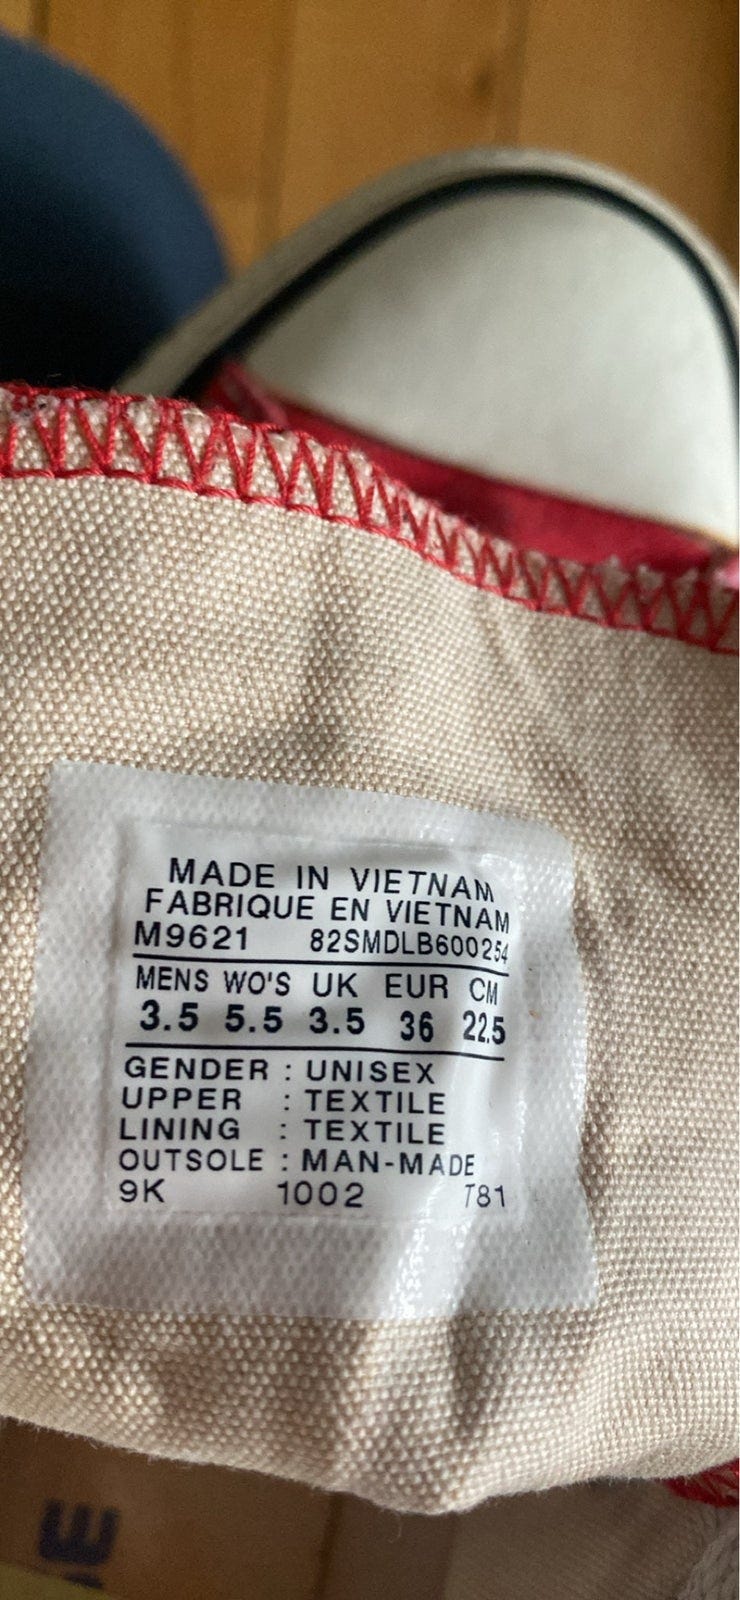 MADE IN VIETNAM
FABRIQUE EN VIETNAM
M9621 82SMDLB600254
MENS WO'S UK EUR CM
3.5 5.5 3.5 36 22.5
GENDER : UNISEX
UPPER : TEXTILE
LINING : TEXTILE
OUTSOLE : MAN-MADE
9K 1002 T81